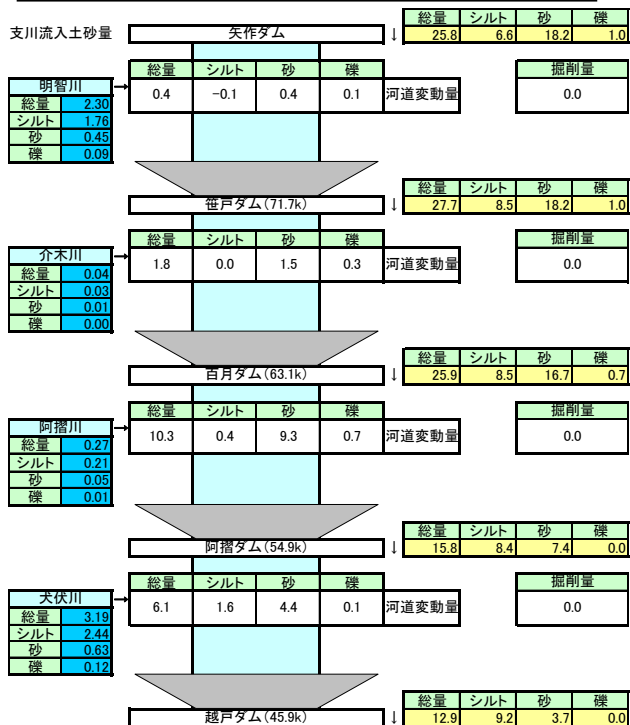 総量 シルト 砂 礫
支川流入土砂量 矢作ダム ↓ 25.8 6.6 18.2 1.0
総量 シルト 砂 礫 掘削量
明智川 → 0.4 −0.1 0.4 0.1 河道変動量 0.0
総量 2.30
シルト 1.76
砂 0.45
礫 0.09
総量 シルト 砂 礫
笹戸ダム(71.7k) ↓ 27.7 8.5 18.2 1.0
総量 シルト 砂 礫 掘削量
介木川 → 1.8 0.0 1.5 0.3 河道変動量 0.0
総量 0.04
シルト 0.03
砂 0.01
礫 0.00
総量 シルト 砂 礫
百月ダム(63.1k) ↓ 25.9 8.5 16.7 0.7
総量 シルト 砂 礫 掘削量
阿摺川 → 10.3 0.4 9.3 0.7 河道変動量 0.0
総量 0.27
シルト 0.21
砂 0.05
礫 0.01
総量 シルト 砂 礫
阿摺ダム(54.9k) ↓ 15.8 8.4 7.4 0.0
総量 シルト 砂 礫 掘削量
犬伏川 → 6.1 1.6 4.4 0.1 河道変動量 0.0
総量 3.19
シルト 2.44
砂 0.63
礫 0.12
総量 シルト 砂 礫
越戸ダム(45.9k) ↓ 12.9 9.2 3.7 0.0